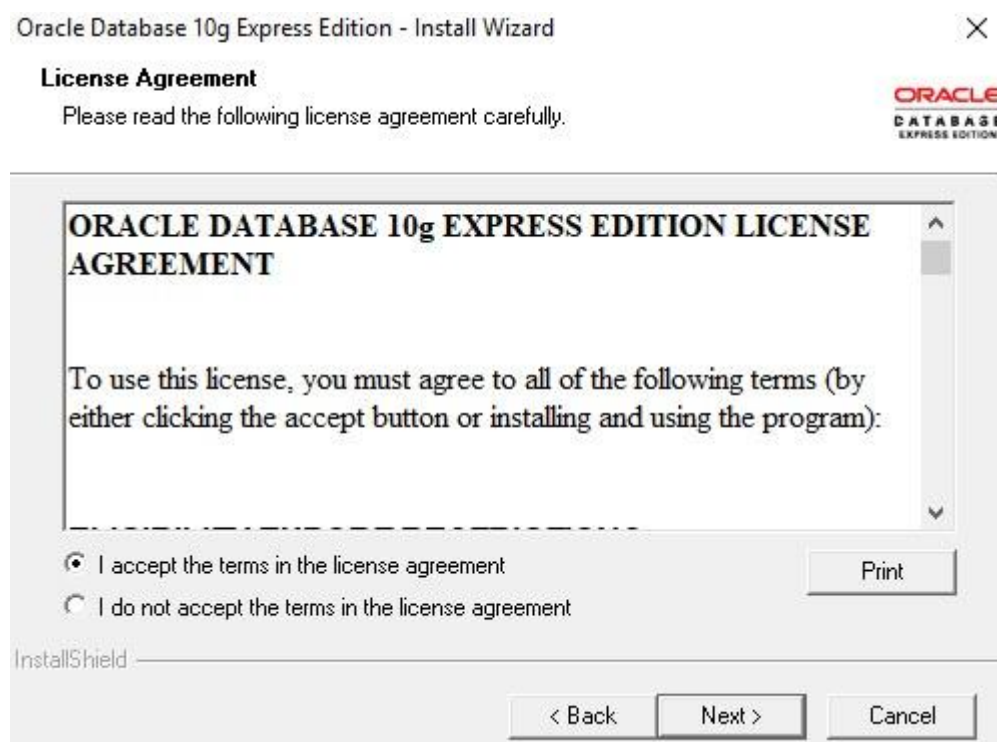 Oracle Database 10g Express Edition - Install Wizard
License Agreement
Please read the following license agreement carefully.
ORACLE
DATABASE
EXPRESS EDITION
ORACLE DATABASE 10g EXPRESS EDITION LICENSE
AGREEMENT
To use this license, you must agree to all of the following terms (by
either clicking the accept button or installing and using the program):
I accept the terms in the license agreement
Print
I do not accept the terms in the license agreement
InstallShield
< Back
Next >
Cancel